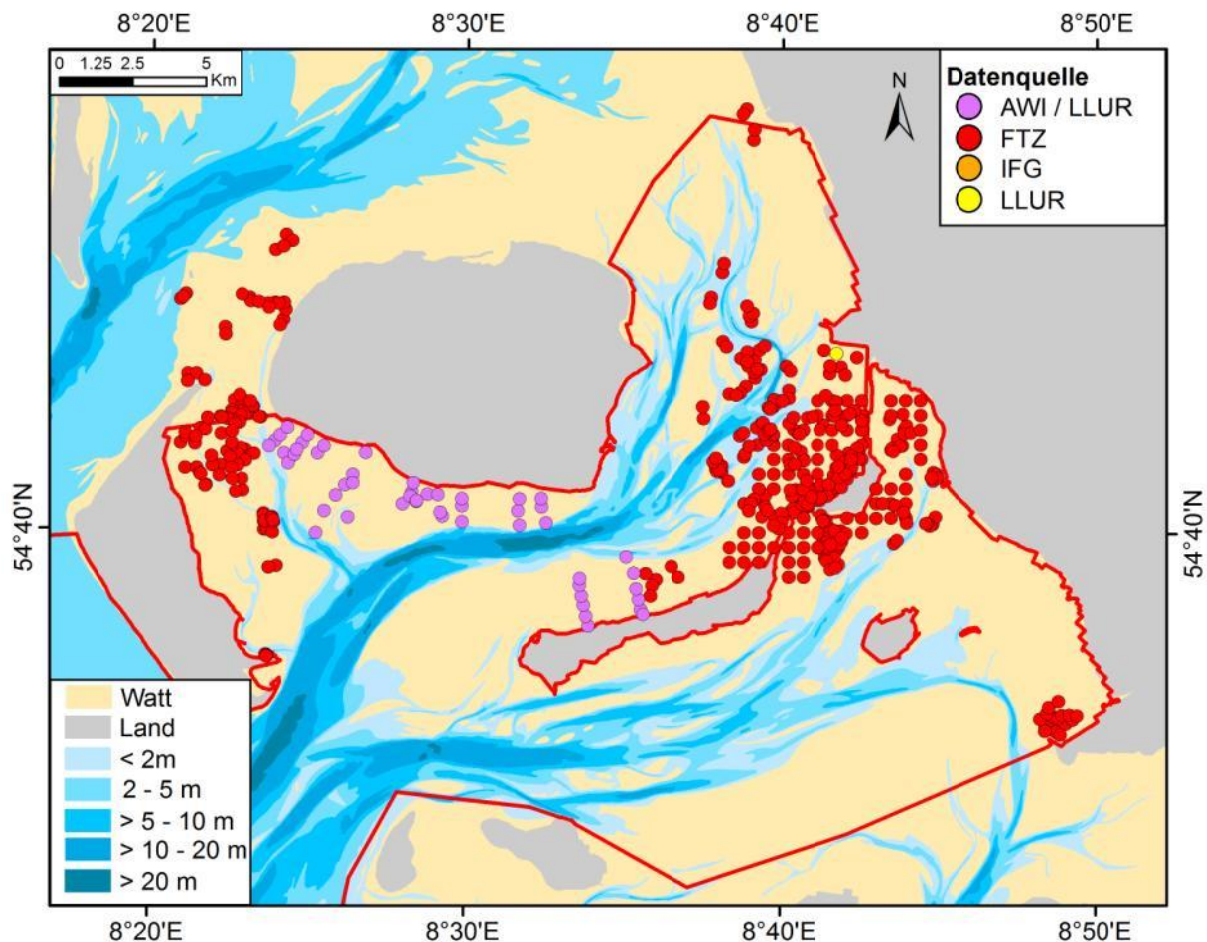 8°20'E 8°30'E 8°40'E 8°50'E
0 1.25 2.5 5
Km
N
Datenquelle
AWI / LLUR
FTZ
IFG
LLUR
54°40'N
54°40'N
Watt
Land
< 2m
2 - 5 m
> 5 - 10 m
> 10 - 20 m
> 20 m
8°20'E 8°30'E 8°40'E 8°50'E